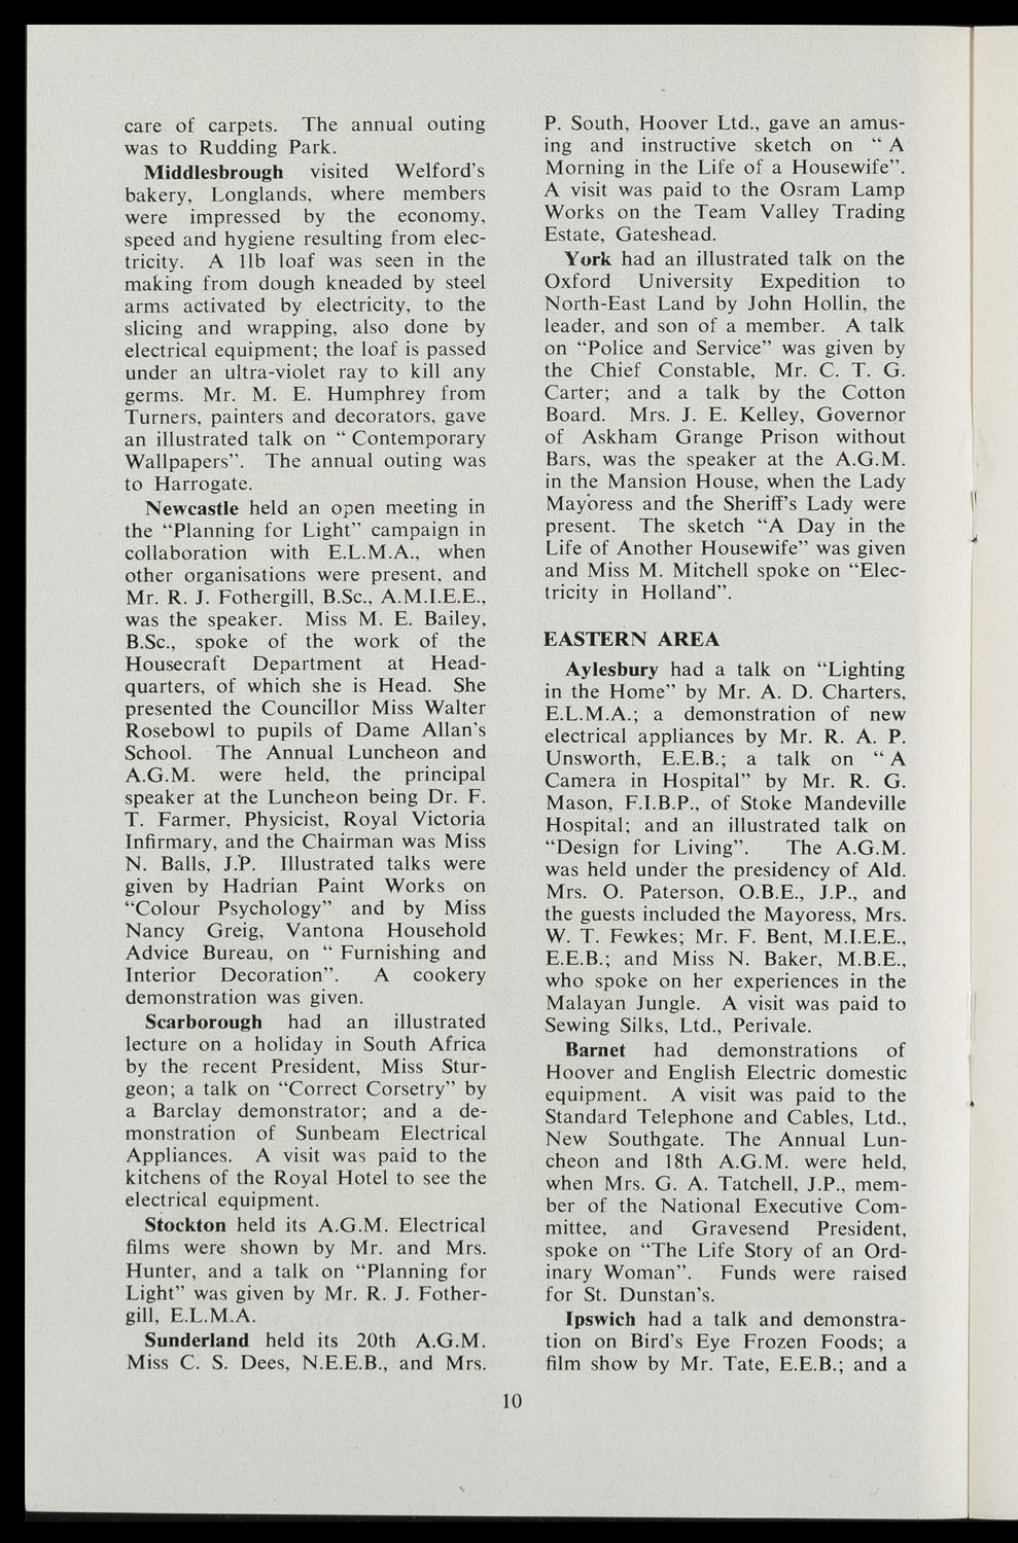 care of carpets. The annual outing
was to Rudding Park.
Middlesbrough visited Welford's
bakery, Longlands, where members
were impressed by the economy,
speed and hygiene resulting from elec-
tricity. A 1lb loaf was seen in the
making from dough kneaded by steel
arms activated by electricity, to the
slicing and wrapping, also done by
electrical equipment; the loaf is passed
under an ultra-violet ray to kill any
germs. Mr. M. E. Humphrey from
Turners, painters and decorators, gave
an illustrated talk on “ Contemporary
Wallpapers”. The annual outing was
to Harrogate.
Newcastle held an open meeting in
the “Planning for Light” campaign in
collaboration with E.L.M.A., when
other organisations were present, and
Mr. R. J. Fothergill, B.Sc., A.M.I.E.E.,
was the speaker. Miss M. E. Bailey,
B.Sc., spoke of the work of the
Housecraft Department at Head-
quarters, of which she is Head. She
presented the Councillor Miss Walter
Rosebowl to pupils of Dame Allan's
School. The Annual Luncheon and
A.G.M. were held, the principal
speaker at the Luncheon being Dr. F.
T. Farmer, Physicist, Royal Victoria
Infirmary, and the Chairman was Miss
N. Balls, J.P. Illustrated talks were
given by Hadrian Paint Works on
“Colour Psychology” and by Miss
Nancy Greig, Vantona Household
Advice Bureau, on “ Furnishing and
Interior Decoration”. A cookery
demonstration was given.
Scarborough had an illustrated
lecture on a holiday in South Africa
by the recent President, Miss Stur-
geon; a talk on “Correct Corsetry” by
a Barclay demonstrator; and a de-
monstration of Sunbeam Electrical
Appliances. A visit was paid to the
kitchens of the Royal Hotel to see the
electrical equipment.
Stockton held its A.G.M. Electrical
films were shown by Mr. and Mrs.
Hunter, and a talk on “Planning for
Light” was given by Mr. R. J. Fother-
gill, E.L.M.A.
Sunderland held its 20th A.G.M.
Miss C. S. Dees, N.E.E.B., and Mrs.
P. South, Hoover Ltd., gave an amus-
ing and instructive sketch on “ A
Morning in the Life of a Housewife”.
A visit was paid to the Osram Lamp
Works on the Team Valley Trading
Estate, Gateshead.
York had an illustrated talk on the
Oxford University Expedition to
North-East Land by John Hollin, the
leader, and son of a member. A talk
on “Police and Service” was given by
the Chief Constable, Mr. C. T. G.
Carter; and a talk by the Cotton
Board. Mrs. J. E. Kelley, Governor
of Askham Grange Prison without
Bars, was the speaker at the A.G.M.
in the Mansion House, when the Lady
Mayoress and the Sheriff's Lady were
present. The sketch “A Day in the
Life of Another Housewife” was given
and Miss M. Mitchell spoke on “Elec-
tricity in Holland”.
EASTERN AREA
Aylesbury had a talk on “Lighting
in the Home” by Mr. A. D. Charters,
E.L.M.A.; a demonstration of new
electrical appliances by Mr. R. A. P.
Unsworth, E.E.B.; a talk on “ A
Camera in Hospital” by Mr. R. G.
Mason, F.I.B.P., of Stoke Mandeville
Hospital; and an illustrated talk on
“Design for Living”. The A.G.M.
was held under the presidency of Ald.
Mrs. O. Paterson, O.B.E., J.P., and
the guests included the Mayoress, Mrs.
W. T. Fewkes; Mr. F. Bent, M.I.E.E.,
E.E.B.; and Miss N. Baker, M.B.E.,
who spoke on her experiences in the
Malayan Jungle. A visit was paid to
Sewing Silks, Ltd., Perivale.
Barnet had demonstrations of
Hoover and English Electric domestic
equipment. A visit was paid to the
Standard Telephone and Cables, Ltd.,
New Southgate. The Annual Lun-
cheon and 18th A.G.M. were held,
when Mrs. G. A. Tatchell, J.P., mem-
ber of the National Executive Com-
mittee, and Gravesend President,
spoke on “The Life Story of an Ord-
inary Woman”. Funds were raised
for St. Dunstan's.
Ipswich had a talk and demonstra-
tion on Bird's Eye Frozen Foods; a
film show by Mr. Tate, E.E.B.; and a
10